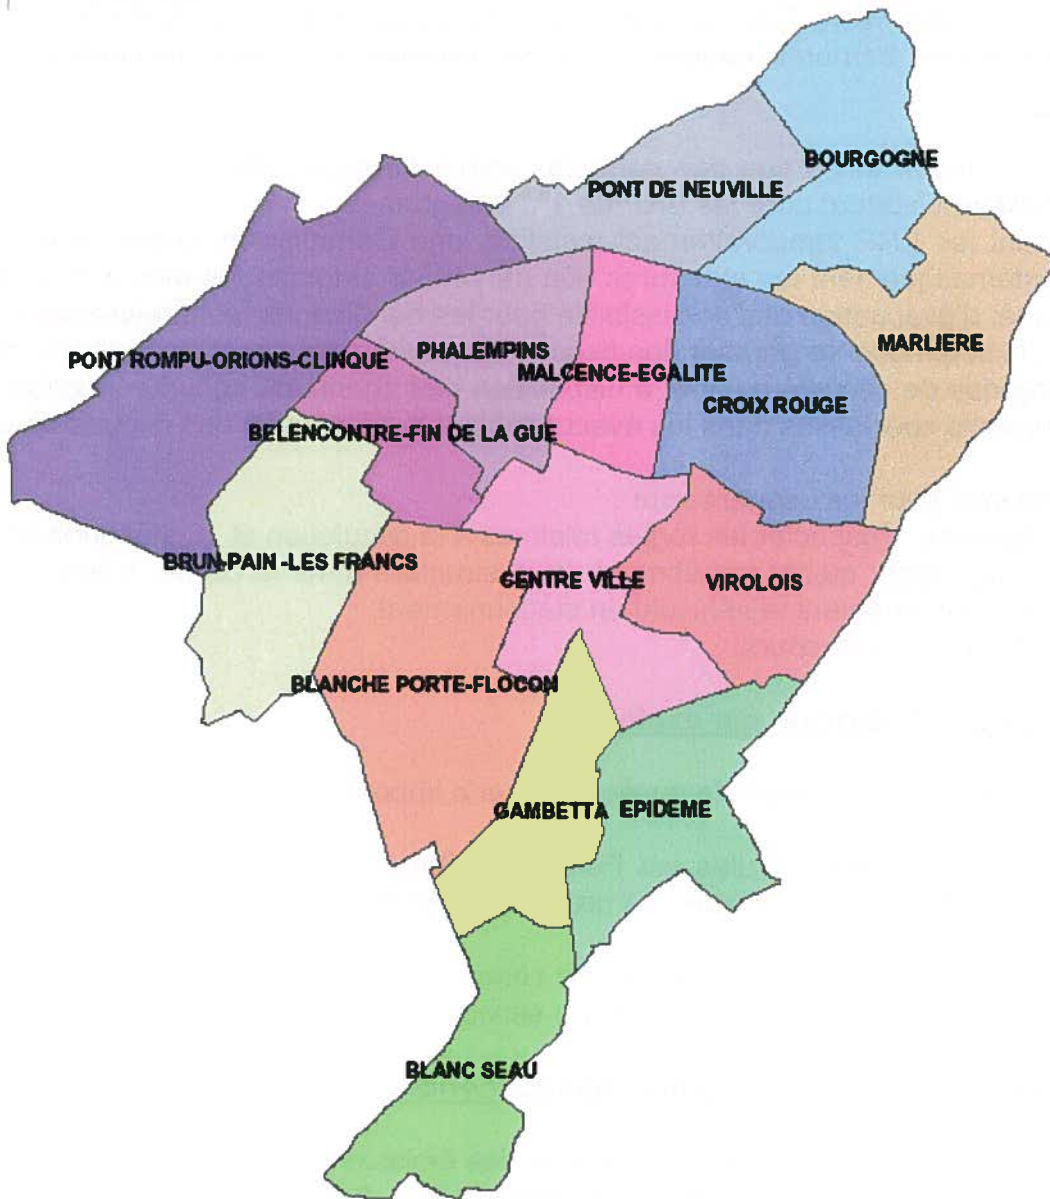 BOURGOGNE
PONT DE NEUVILLE
MARLIERE
PHALEMPINS
PONT ROMPU-ORIONS-CLINQUE
MALCENCE-EGALITE
CROIX ROUGE
BELENCONTRE-FIN DE LA GUE
BRUN-PAIN -LES FRANCS
CENTRE VILLE
VIROLOIS
BLANCHE PORTE-FLOCON
GAMBETTA
EPIDEME
BLANC SEAU